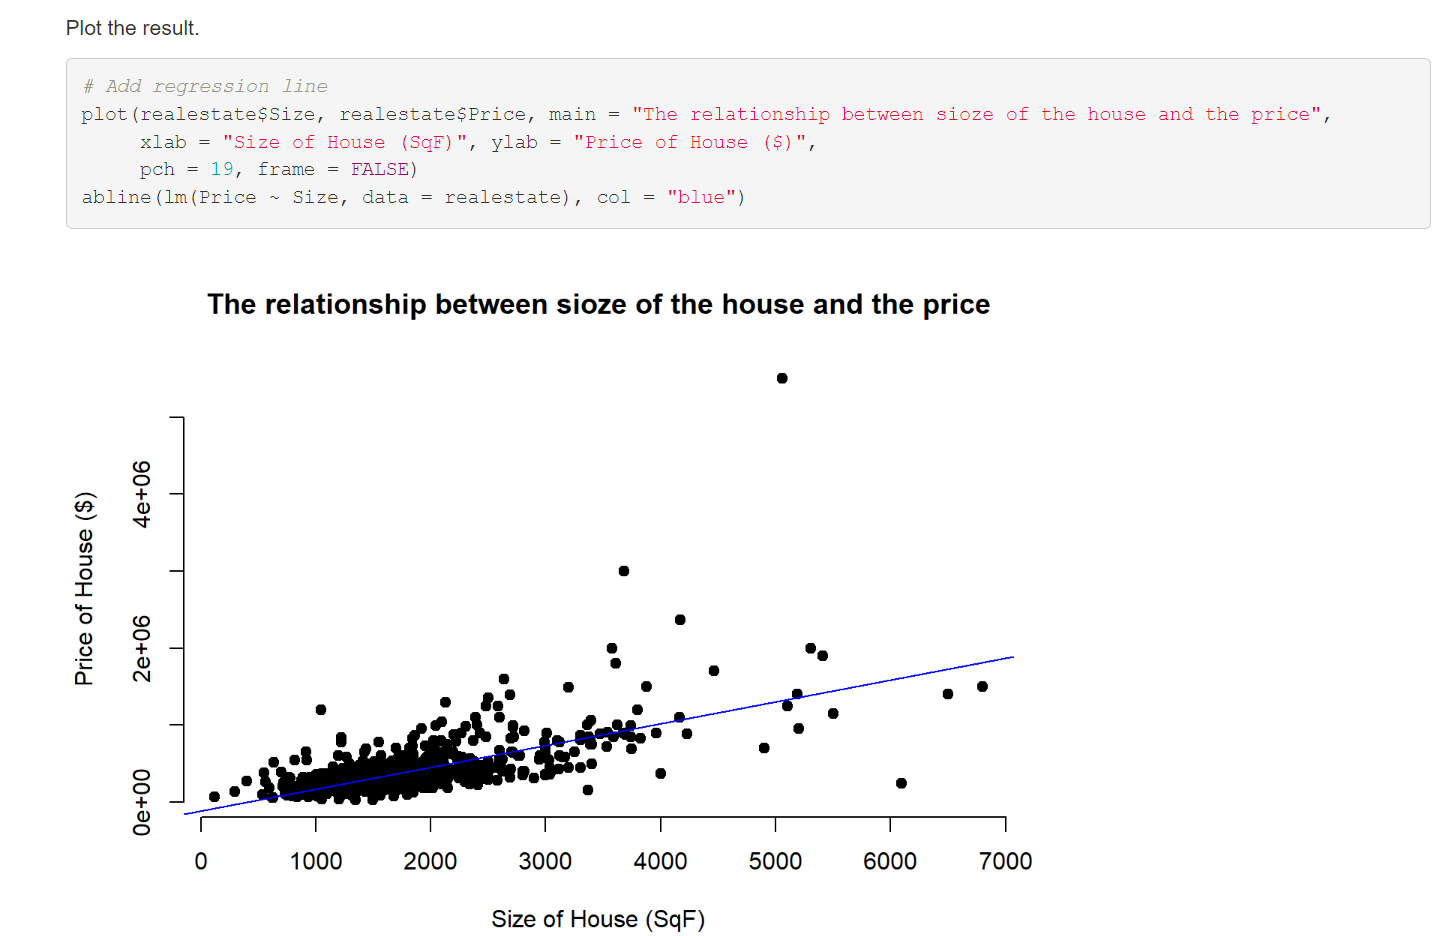 Plot the result.
# Add regression line
plot(realestate$Size, realestate$Price, main = "The relationship between sioze of the house and the price",
     xlab = "Size of House (SqF)", ylab = "Price of House ($)",
     pch = 19, frame = FALSE)
abline(lm(Price ~ Size, data = realestate), col = "blue")
The relationship between sioze of the house and the price
Price of House ($)
4e+06
2e+06
0e+00
0 1000 2000 3000 4000 5000 6000 7000
Size of House (SqF)